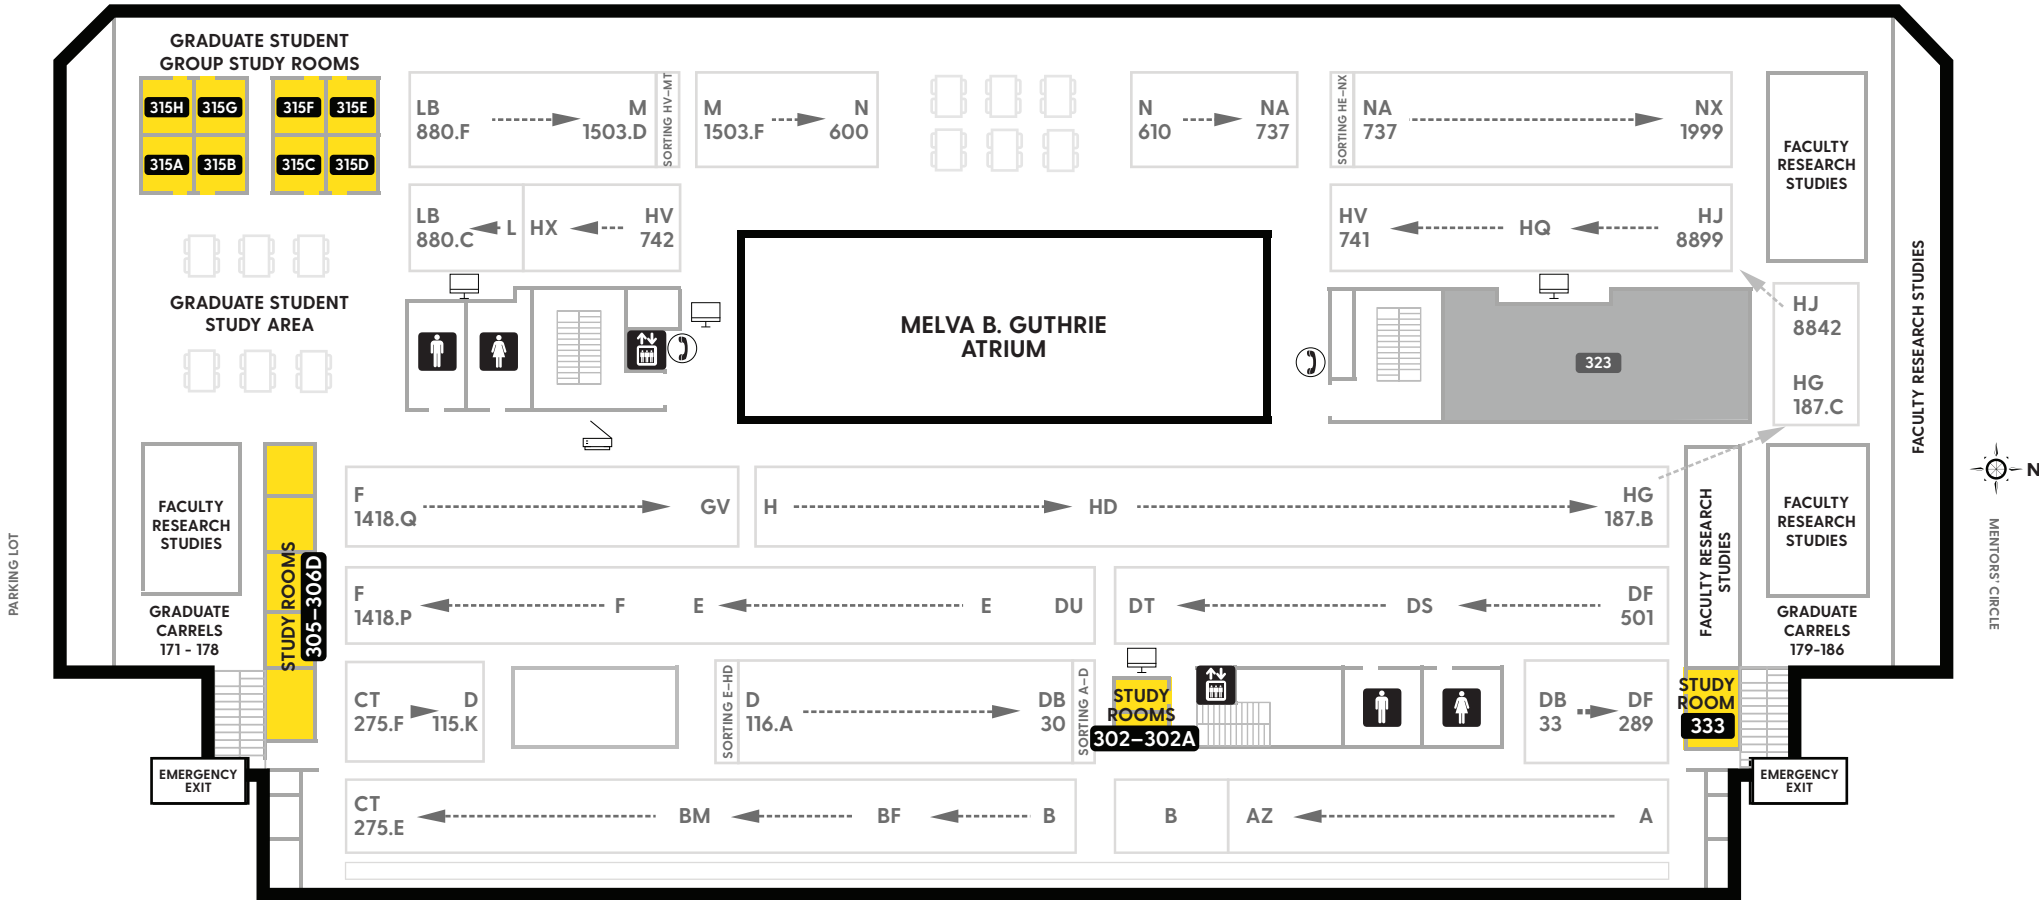 GRADUATE STUDENT
GROUP STUDY ROOMS
315H
315G
315F
315E
315A
315B
315C
315D
LB
880.F
M
1503.D
SORTING HV–MT
M
1503.F
N
600
N
610
NA
737
SORTING HE–NX
NA
737
NX
1999
FACULTY
RESEARCH
STUDIES
LB
880.C
L
HX
HV
742
HV
741
HQ
HJ
8899
GRADUATE STUDENT
STUDY AREA
MELVA B. GUTHRIE
ATRIUM
323
HJ
8842
HG
187.C
FACULTY RESEARCH STUDIES
N
MENTORS' CIRCLE
PARKING LOT
FACULTY
RESEARCH
STUDIES
GRADUATE
CARRELS
171 - 178
STUDY ROOMS
305–306D
F
1418.Q
GV
H
HD
HG
187.B
FACULTY RESEARCH
STUDIES
FACULTY
RESEARCH
STUDIES
GRADUATE
CARRELS
179-186
F
1418.P
F
E
E
DU
DT
DS
DF
501
CT
275.F
D
115.K
SORTING E–HD
D
116.A
DB
30
SORTING A–D
STUDY
ROOMS
302–302A
DB
33
DF
289
STUDY
ROOM
333
EMERGENCY
EXIT
EMERGENCY
EXIT
CT
275.E
BM
BF
B
B
AZ
A